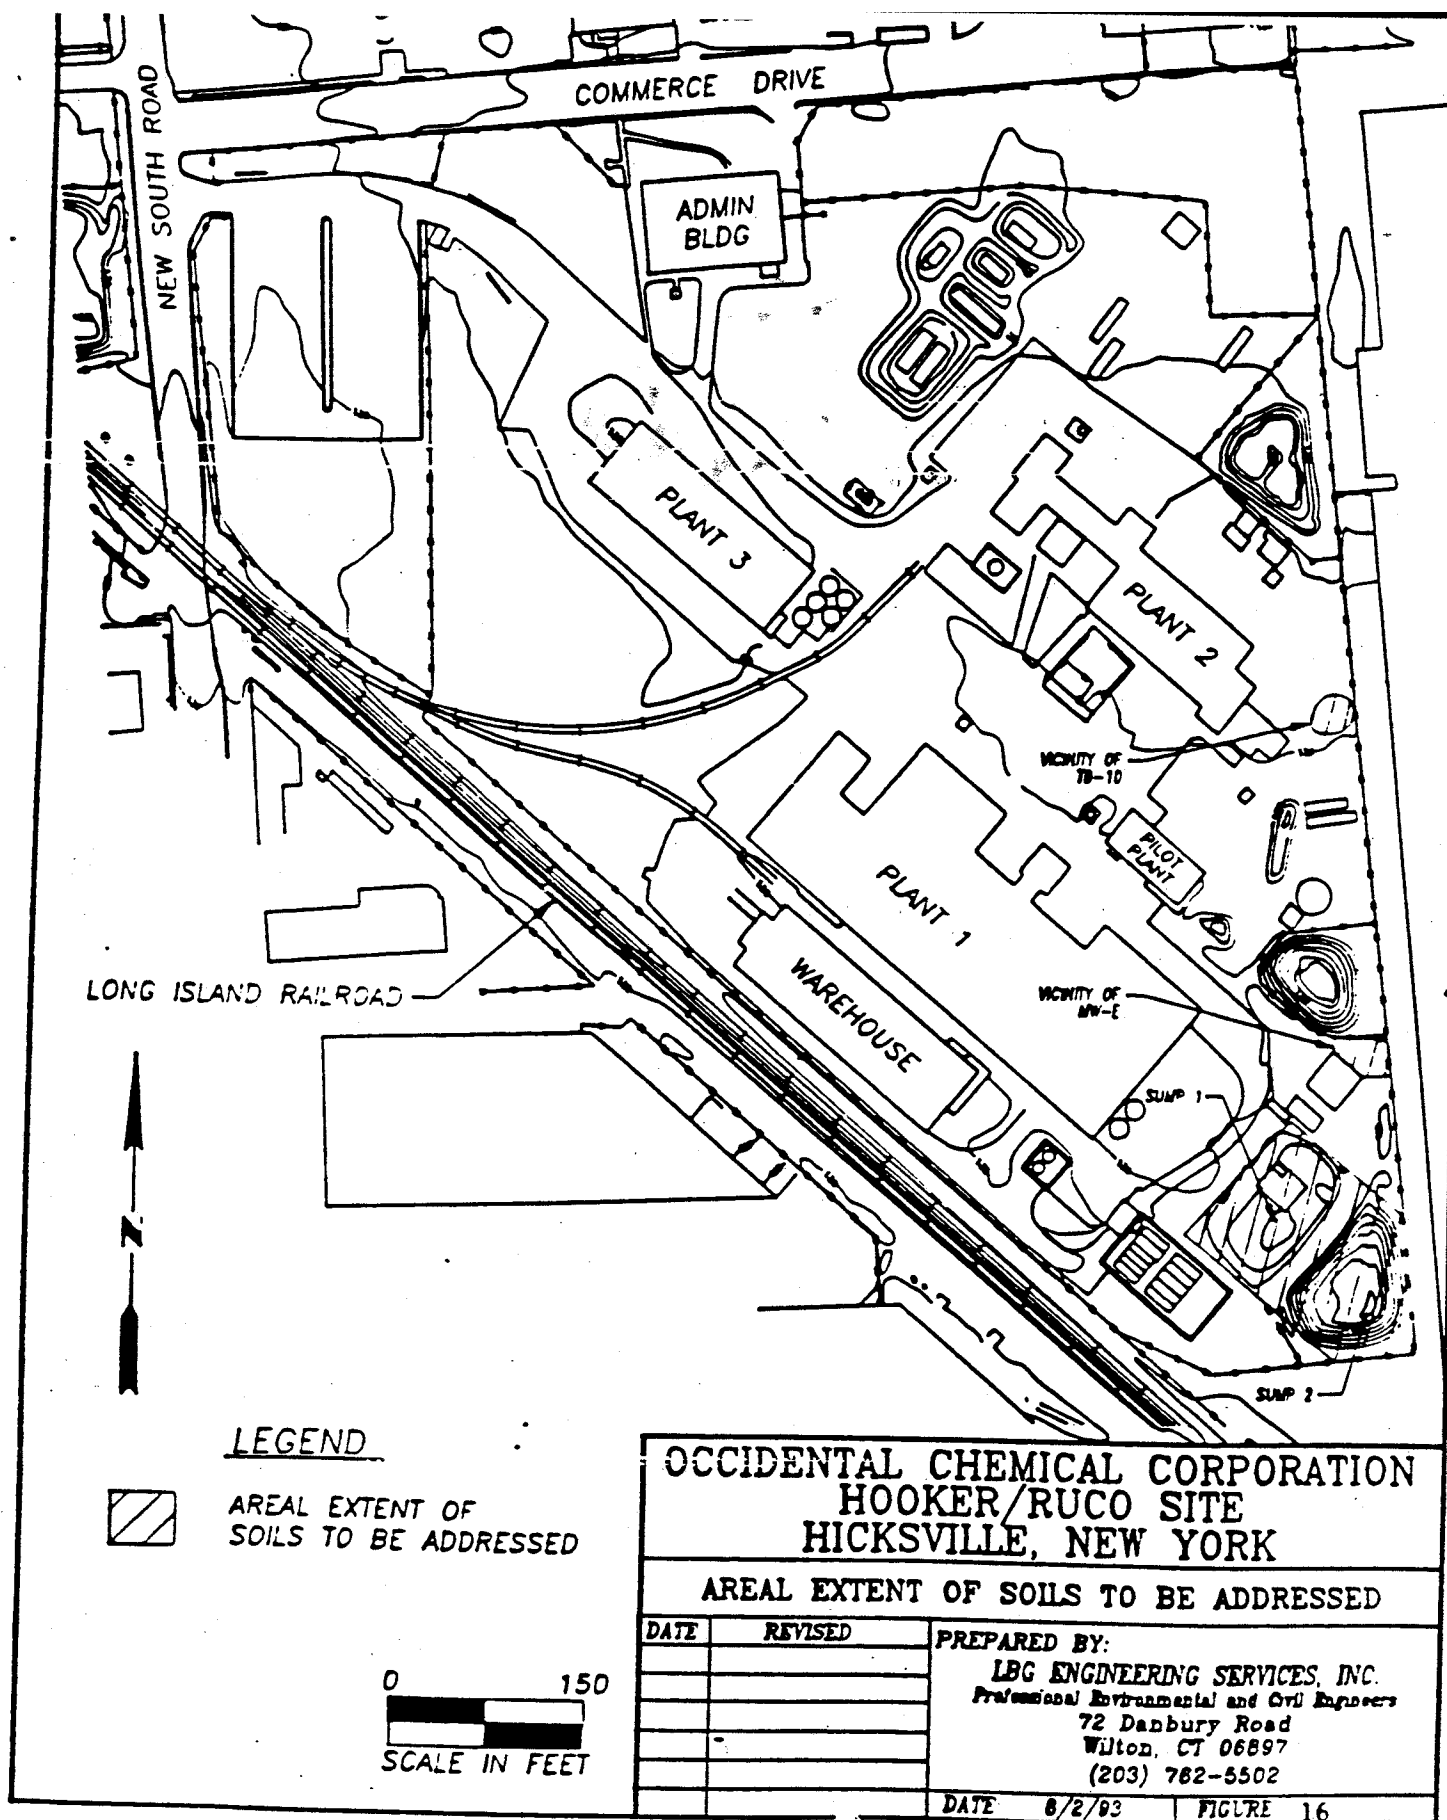 COMMERCE DRIVE
NEW SOUTH ROAD
ADMIN
BLDG
PLANT 3
PLANT 2
VICINITY OF
TB-10
PILOT
PLANT
PLANT 1
LONG ISLAND RAILROAD
WAREHOUSE
VICINITY OF
MW-E
SUMP 1
N
SUMP 2
LEGEND
AREAL EXTENT OF
SOILS TO BE ADDRESSED
OCCIDENTAL CHEMICAL CORPORATION
HOOKER/RUCO SITE
HICKSVILLE, NEW YORK
AREAL EXTENT OF SOILS TO BE ADDRESSED
DATE REVISED
PREPARED BY:
LBG ENGINEERING SERVICES, INC.
Professional Environmental and Civil Engineers
72 Danbury Road
Wilton, CT 06897
(203) 762-5502
0 150
SCALE IN FEET
DATE 8/2/93 FIGURE 16